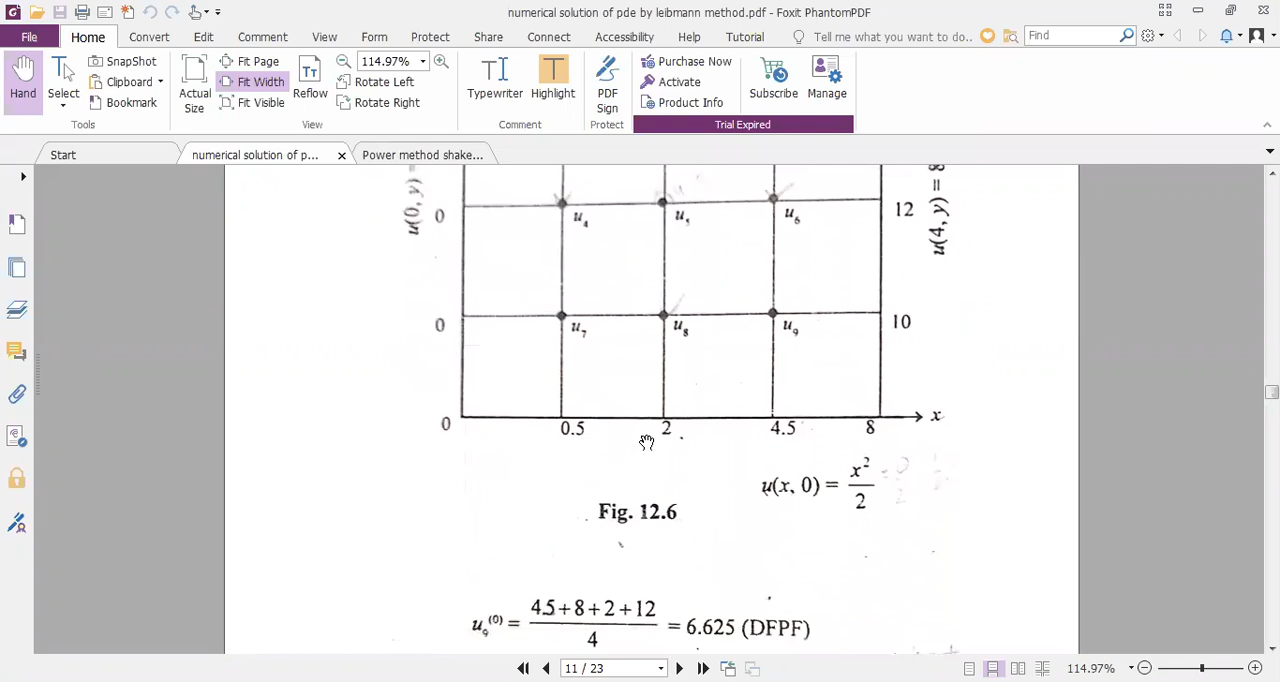 numerical solution of pde by leibmann method.pdf - Foxit PhantomPDF
File Home Convert Edit Comment View Form Protect Share Connect Accessibility Help Tutorial Tell me what you want to do.. Find
Hand
Select
SnapShot
Clipboard
Bookmark
Tools
Actual Size
Fit Page
Fit Width
Fit Visible
Reflow
114.97%
Rotate Left
Rotate Right
View
Typewriter
Highlight
Comment
PDF Sign
Protect
Purchase Now
Activate
Product Info
Subscribe
Manage
Trial Expired
Start numerical solution of p... Power method shake...
u(0, y) =
0 u₄ u₅ u₆ 12
u(4, y) = 8
0 u₇ u₈ u₉ 10
0 0.5 2 4.5 8 x
u(x, 0) = x²/2
Fig. 12.6
u₉⁽⁰⁾ = (4.5+8+2+12)/4 = 6.625 (DFPF)
11 / 23 114.97%